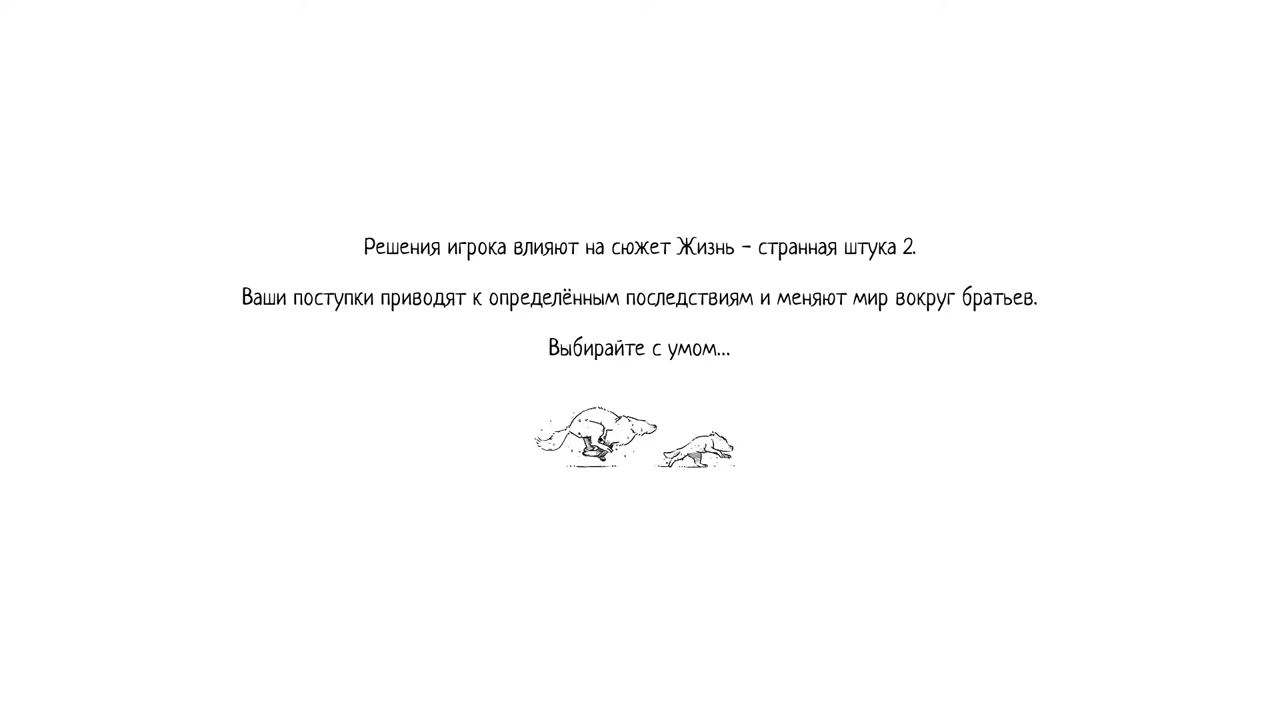 Решения игрока влияют на сюжет Жизнь - странная штука 2.
Ваши поступки приводят к определённым последствиям и меняют мир вокруг братьев.
Выбирайте с умом...